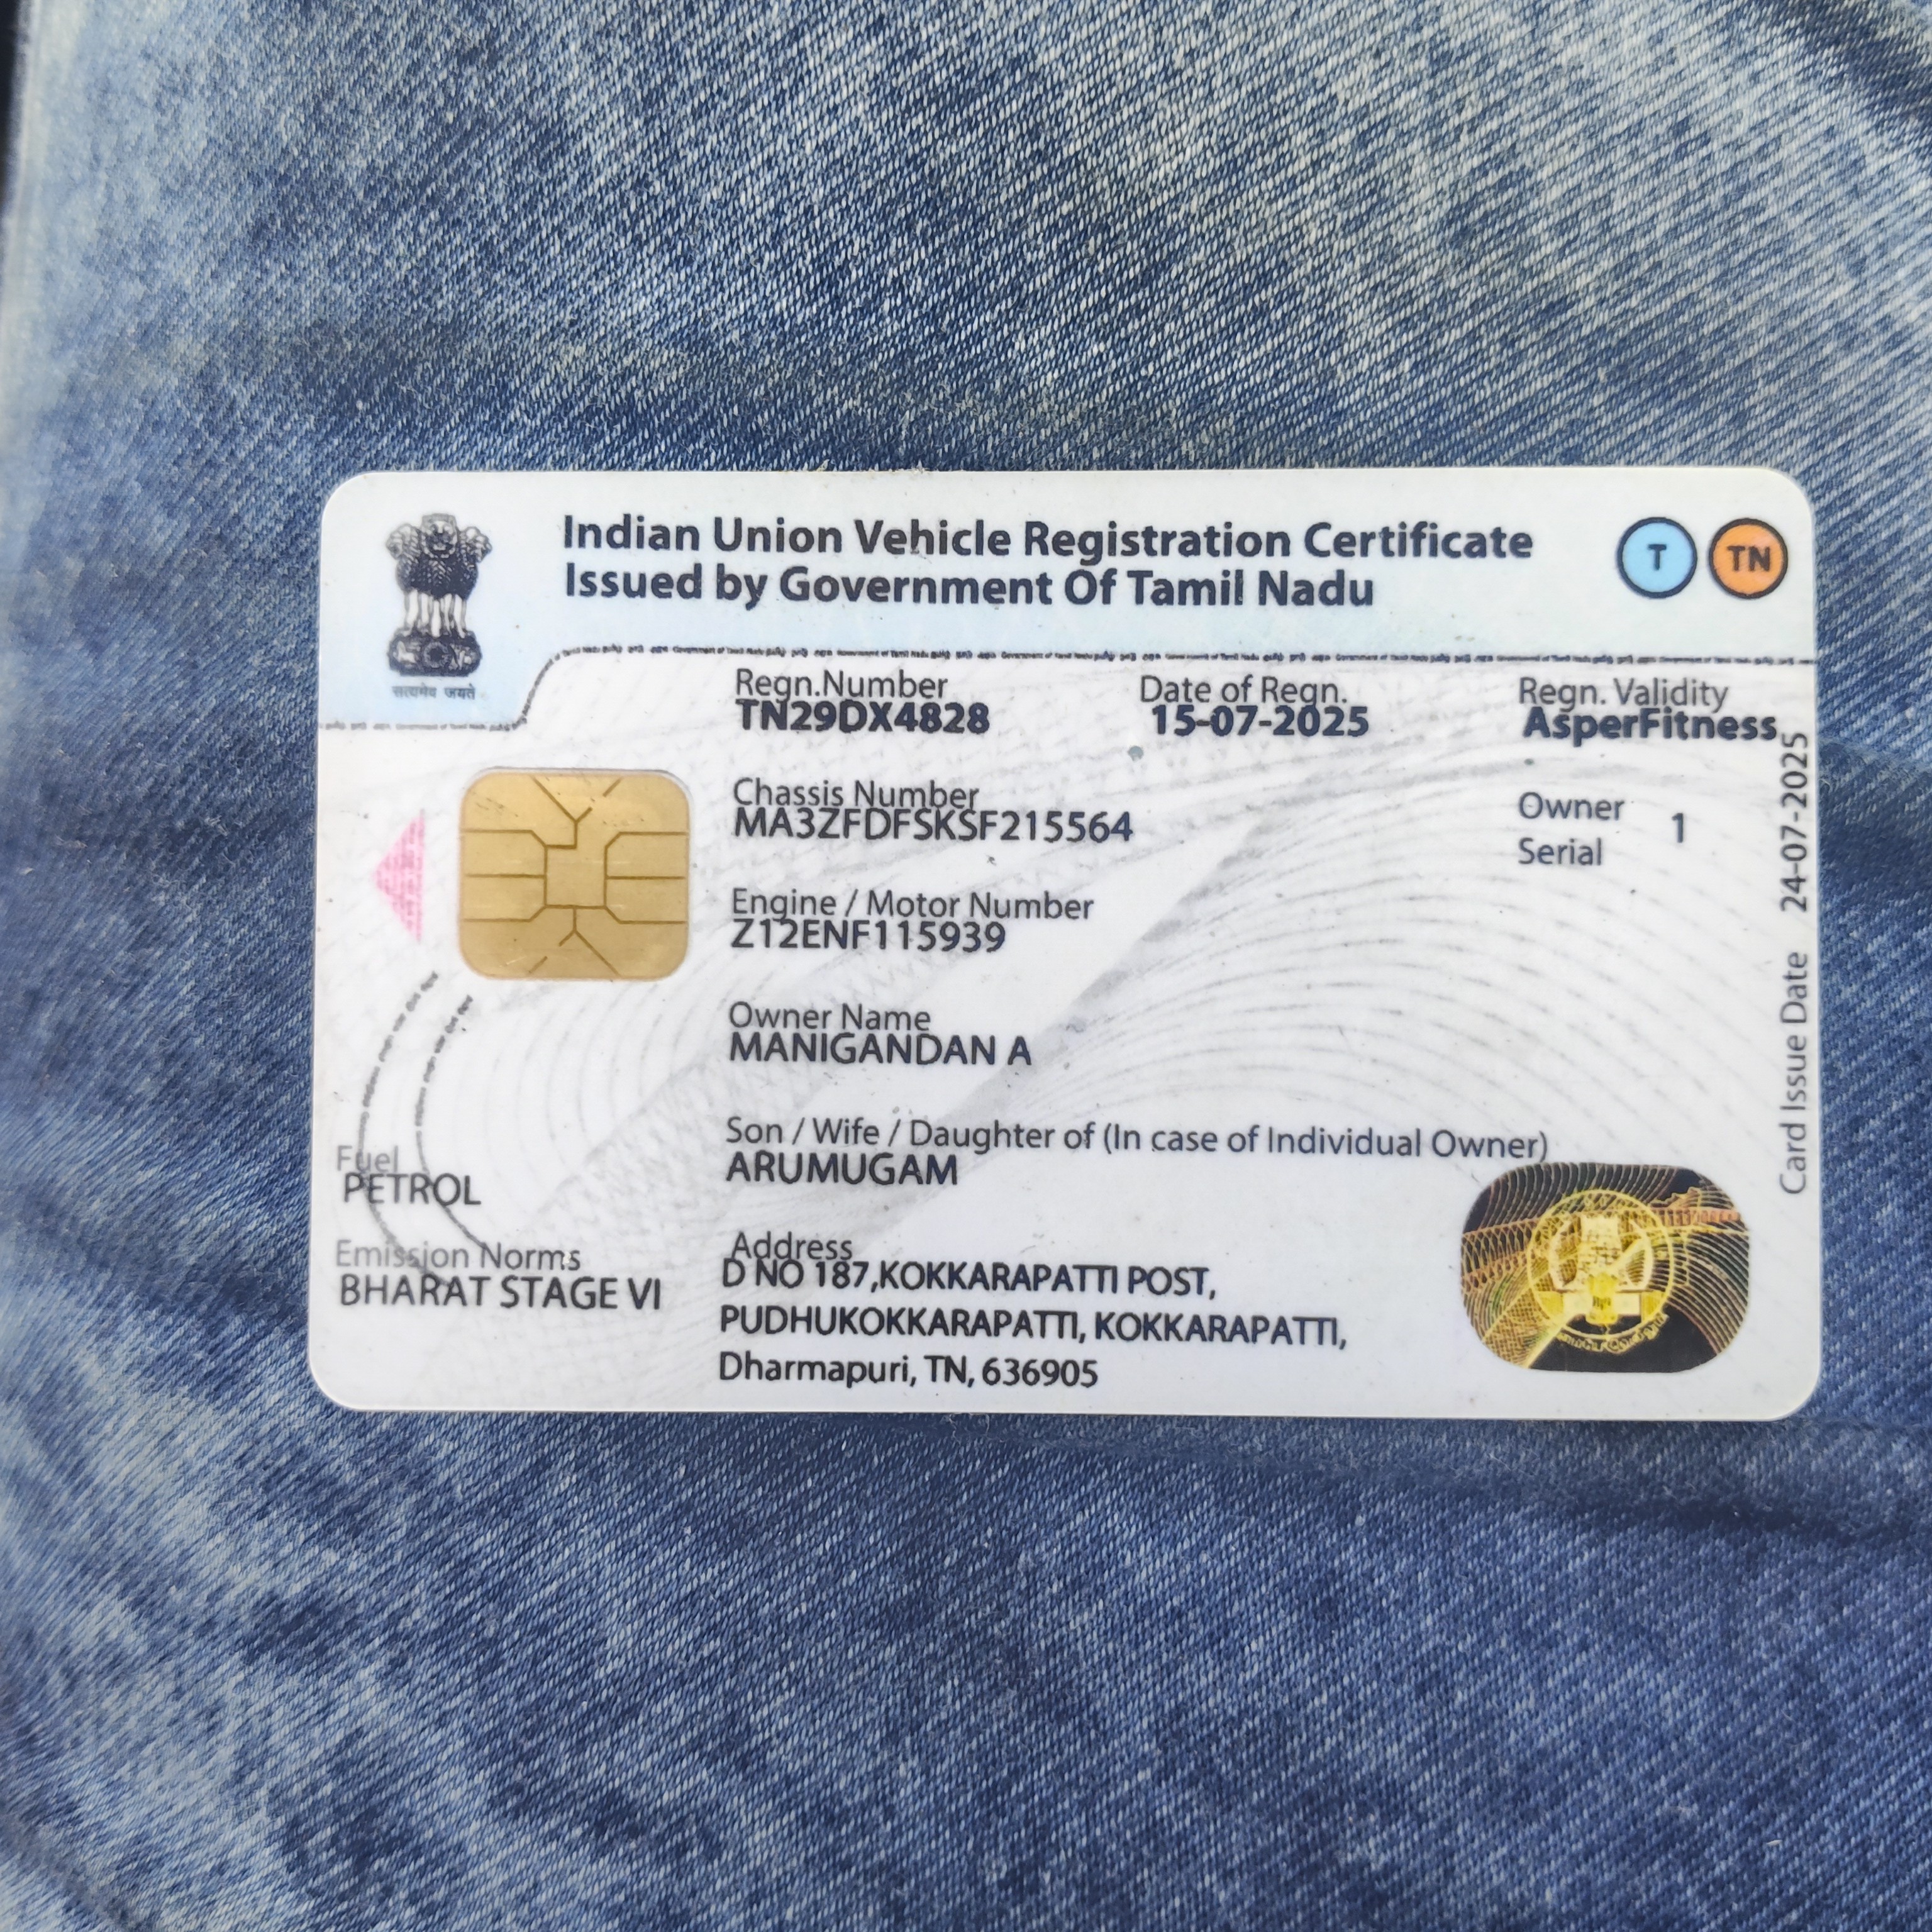 Indian Union Vehicle Registration Certificate
Issued by Government Of Tamil Nadu
T TN
सत्यमेव जयते
Regn.Number
TN29DX4828
Date of Regn.
15-07-2025
Regn. Validity
AsperFitness
Chassis Number
MA3ZFDFSKSF215564
Owner
Serial
1
Engine / Motor Number
Z12ENF115939
Owner Name
MANIGANDAN A
Son / Wife / Daughter of (In case of Individual Owner)
ARUMUGAM
Fuel
PETROL
Emission Norms
BHARAT STAGE VI
Address
D NO 187,KOKKARAPATTI POST,
PUDHUKOKKARAPATTI, KOKKARAPATTI,
Dharmapuri, TN, 636905
Card Issue Date 24-07-2025